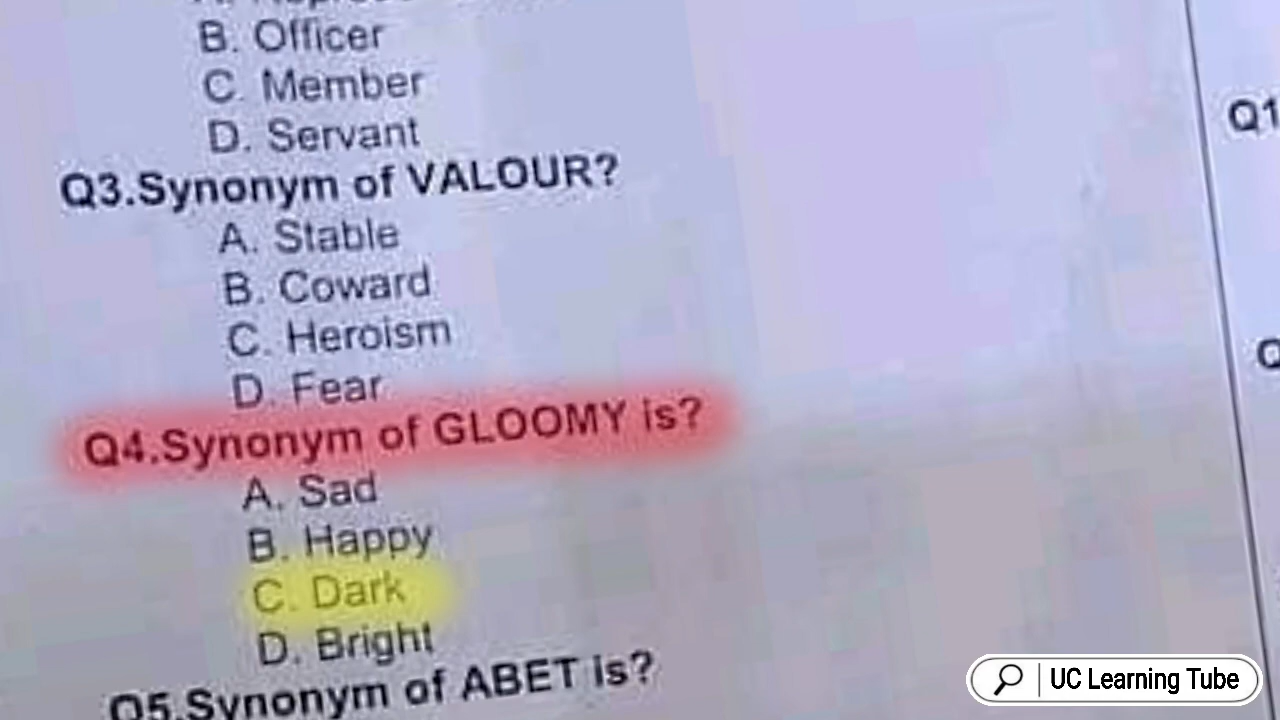 B. Officer
C. Member
D. Servant
Q3.Synonym of VALOUR?
A. Stable
B. Coward
C. Heroism
D. Fear
Q4.Synonym of GLOOMY is?
A. Sad
B. Happy
C. Dark
D. Bright
Q5.Synonym of ABET is?
Q1
Q
UC Learning Tube